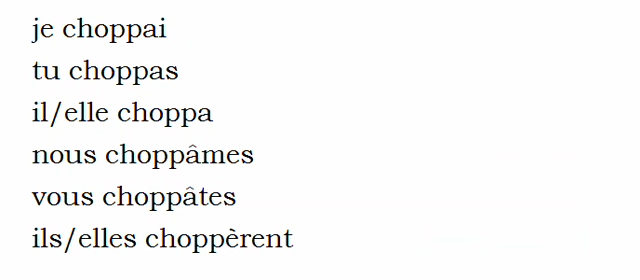 je choppai
tu choppas
il/elle choppa
nous choppâmes
vous choppâtes
ils/elles choppèrent